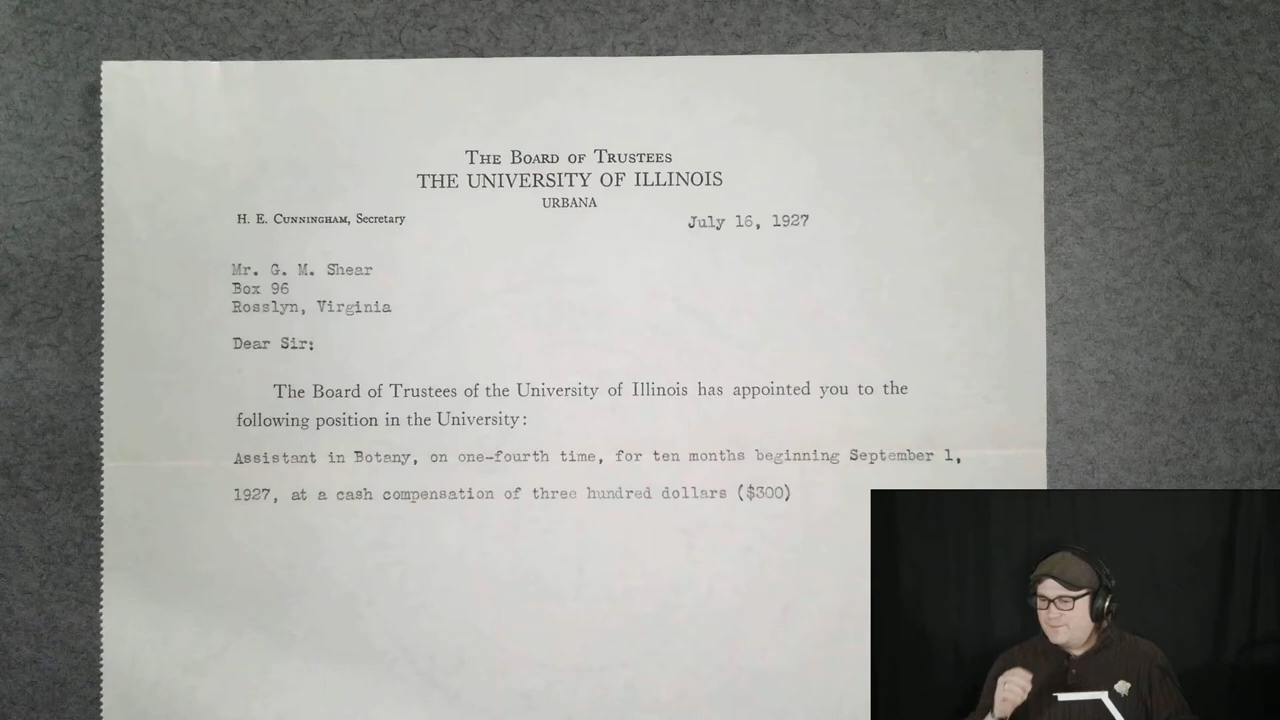 The Board of Trustees
THE UNIVERSITY OF ILLINOIS
URBANA
H. E. Cunningham, Secretary
July 16, 1927
Mr. G. M. Shear
Box 96
Rosslyn, Virginia
Dear Sir:
The Board of Trustees of the University of Illinois has appointed you to the
following position in the University:
Assistant in Botany, on one-fourth time, for ten months beginning September 1,
1927, at a cash compensation of three hundred dollars ($300)